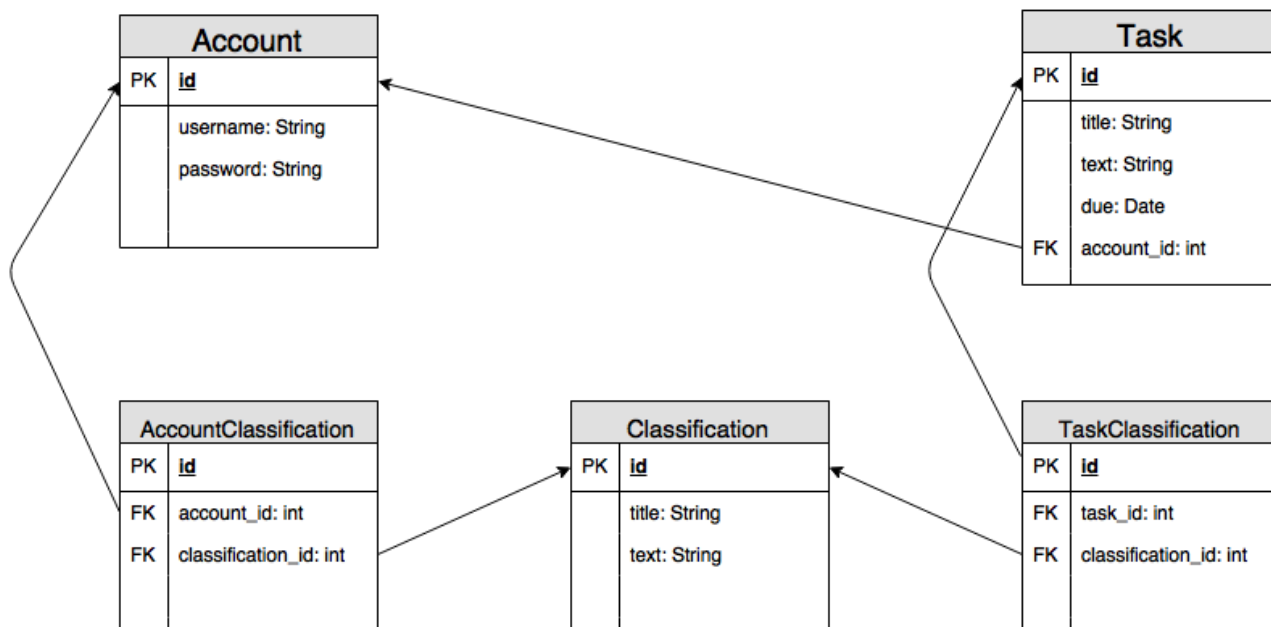 Account
PK id
username: String
password: String
Task
PK id
title: String
text: String
due: Date
FK account_id: int
AccountClassification
PK id
FK account_id: int
FK classification_id: int
Classification
PK id
title: String
text: String
TaskClassification
PK id
FK task_id: int
FK classification_id: int